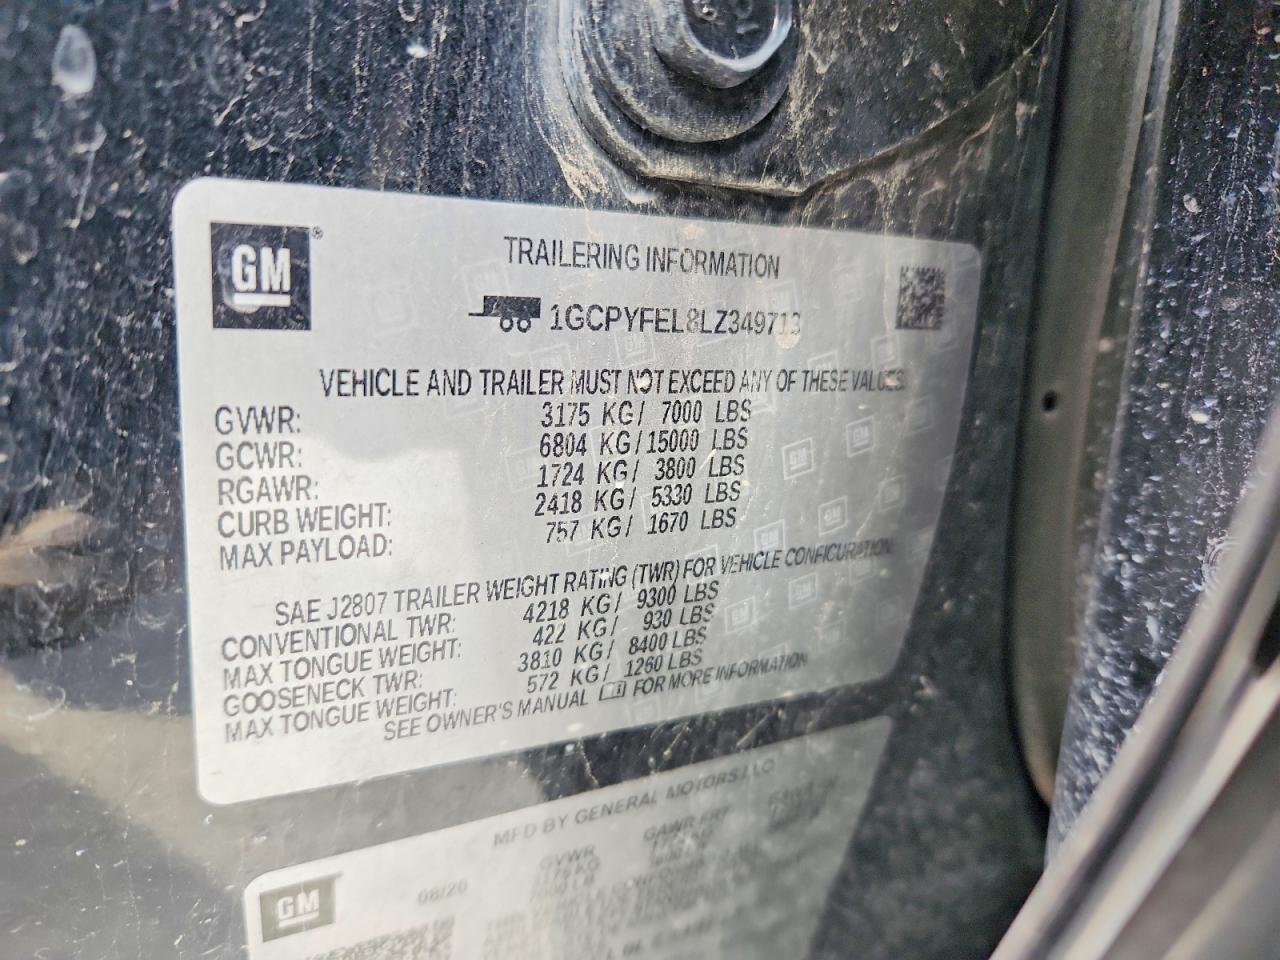 GM
TRAILERING INFORMATION
1GCPYFEL8LZ349713
VEHICLE AND TRAILER MUST NOT EXCEED ANY OF THESE VALUES.
GVWR: 3175 KG/ 7000 LBS
GCWR: 6804 KG/15000 LBS
RGAWR: 1724 KG/ 3800 LBS
CURB WEIGHT: 2418 KG/ 5330 LBS
MAX PAYLOAD: 757 KG/ 1670 LBS
SAE J2807 TRAILER WEIGHT RATING (TWR) FOR VEHICLE CONFIGURATION
CONVENTIONAL TWR: 4218 KG/ 9300 LBS
MAX TONGUE WEIGHT: 422 KG/ 930 LBS
GOOSENECK TWR: 3810 KG/ 8400 LBS
MAX TONGUE WEIGHT: 572 KG/ 1260 LBS
SEE OWNER'S MANUAL FOR MORE INFORMATION
MFD BY GENERAL MOTORS LLC
GM
08/20
GVWR
GAWR FRT